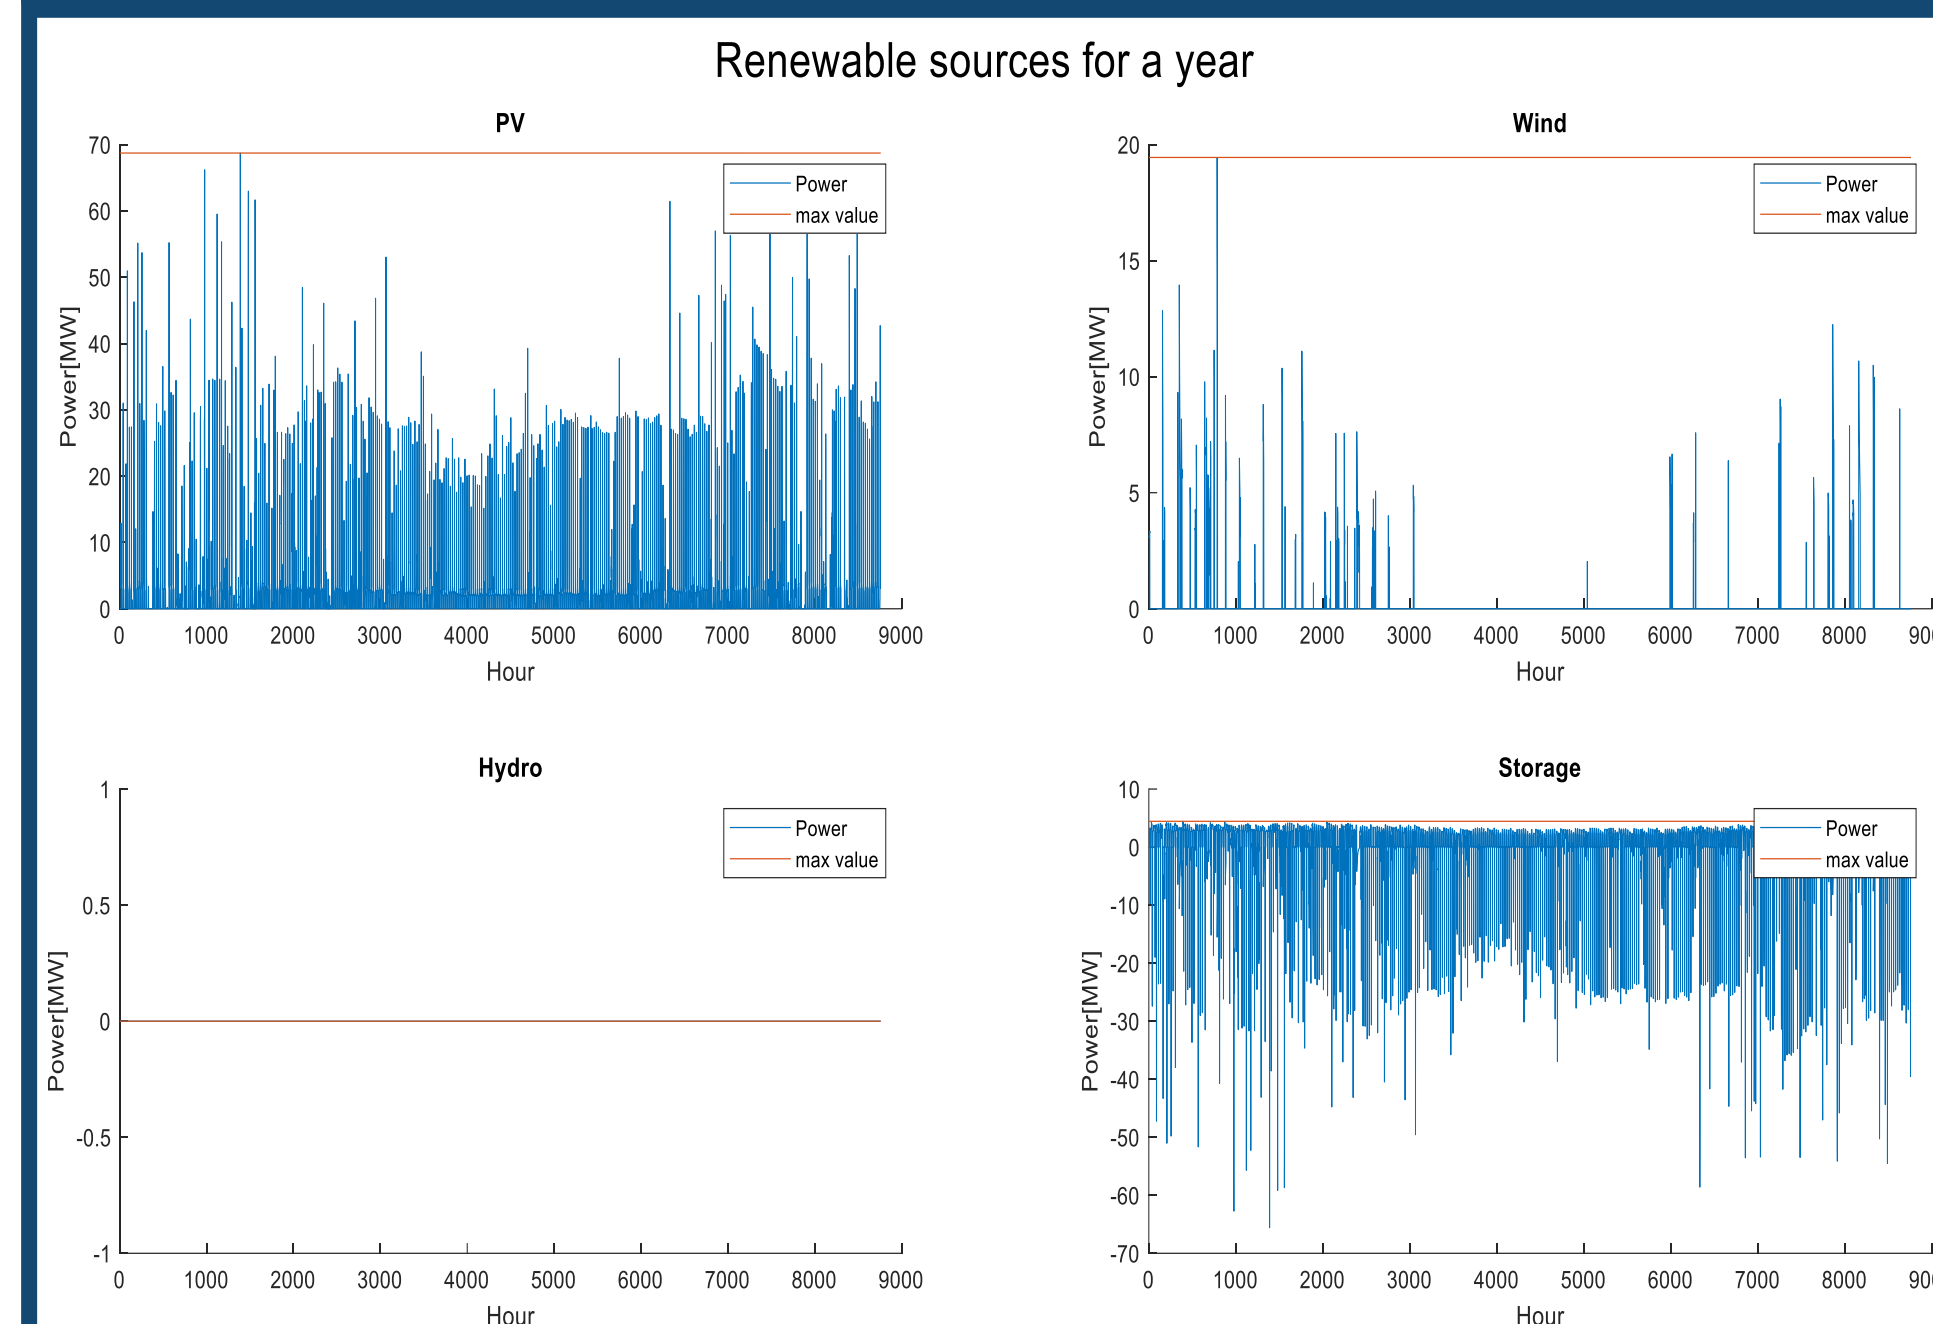 Renewable sources for a year
PV
Power[MW]
70
60
50
40
30
20
10
0
0 1000 2000 3000 4000 5000 6000 7000 8000 9000
Hour
Power
max value
Wind
Power[MW]
20
15
10
5
0
0 1000 2000 3000 4000 5000 6000 7000 8000 900
Hour
Power
max value
Hydro
Power[MW]
1
0.5
0
-0.5
-1
0 1000 2000 3000 4000 5000 6000 7000 8000 9000
Hour
Power
max value
Storage
Power[MW]
10
0
-10
-20
-30
-40
-50
-60
-70
0 1000 2000 3000 4000 5000 6000 7000 8000 900
Hour
Power
max value